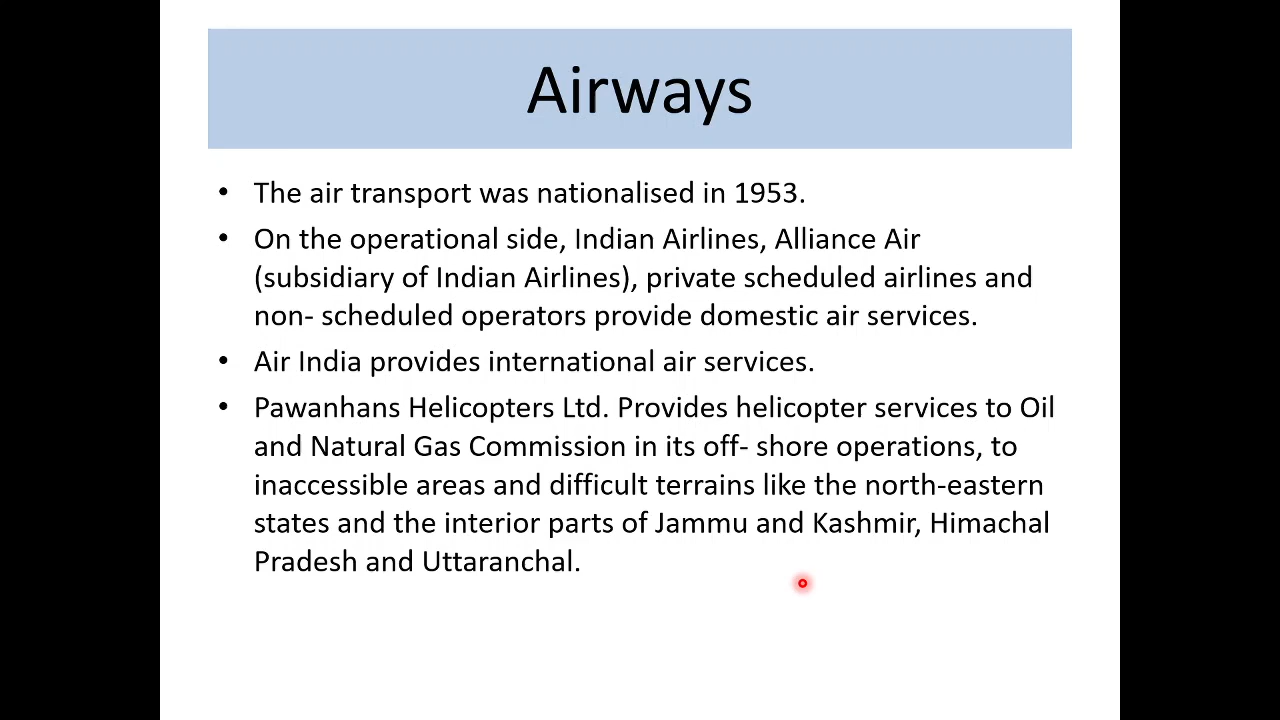 Airways
• The air transport was nationalised in 1953.
• On the operational side, Indian Airlines, Alliance Air
(subsidiary of Indian Airlines), private scheduled airlines and
non- scheduled operators provide domestic air services.
• Air India provides international air services.
• Pawanhans Helicopters Ltd. Provides helicopter services to Oil
and Natural Gas Commission in its off- shore operations, to
inaccessible areas and difficult terrains like the north-eastern
states and the interior parts of Jammu and Kashmir, Himachal
Pradesh and Uttaranchal.